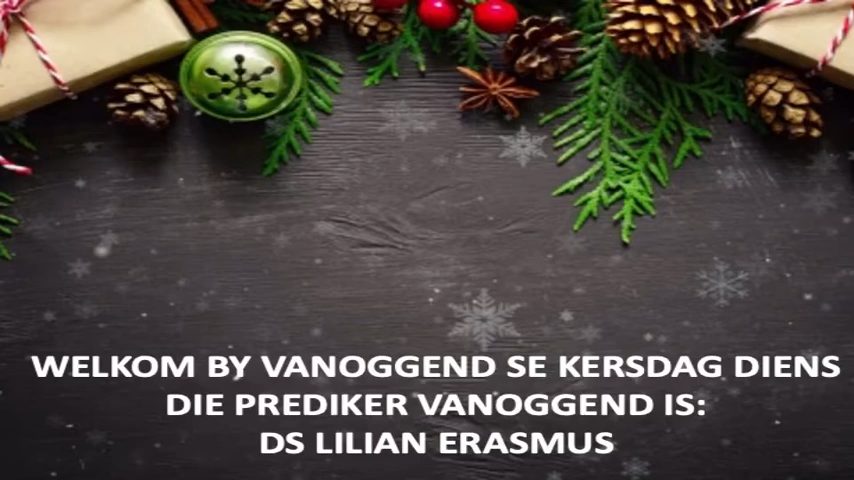 WELKOM BY VANOGGEND SE KERSDAG DIENS
DIE PREDIKER VANOGGEND IS:
DS LILIAN ERASMUS